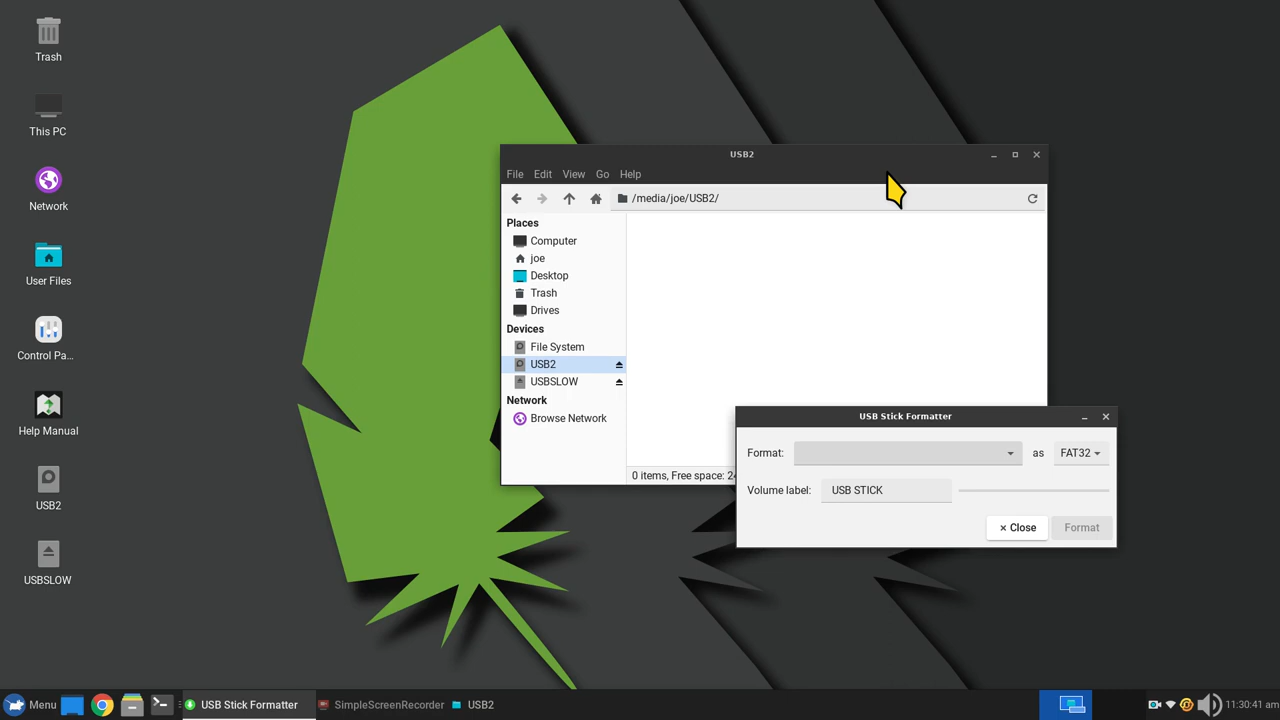 Trash
This PC
Network
User Files
Control Pa...
Help Manual
USB2
USBSLOW
USB2
File Edit View Go Help
/media/joe/USB2/
Places
Computer
joe
Desktop
Trash
Drives
Devices
File System
USB2
USBSLOW
Network
Browse Network
0 items, Free space: 24
USB Stick Formatter
Format: as FAT32
Volume label: USB STICK
× Close Format
Menu USB Stick Formatter SimpleScreenRecorder USB2 11:30:41 am